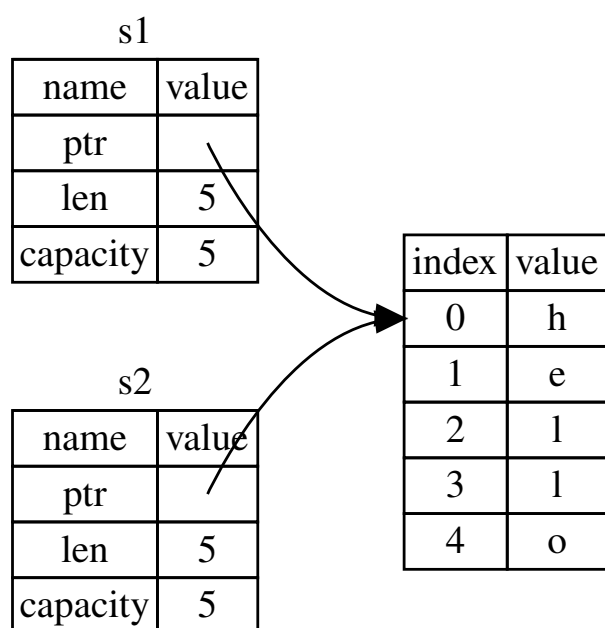 s1
name value
ptr
len 5
capacity 5
s2
name value
ptr
len 5
capacity 5
index value
0 h
1 e
2 l
3 l
4 o